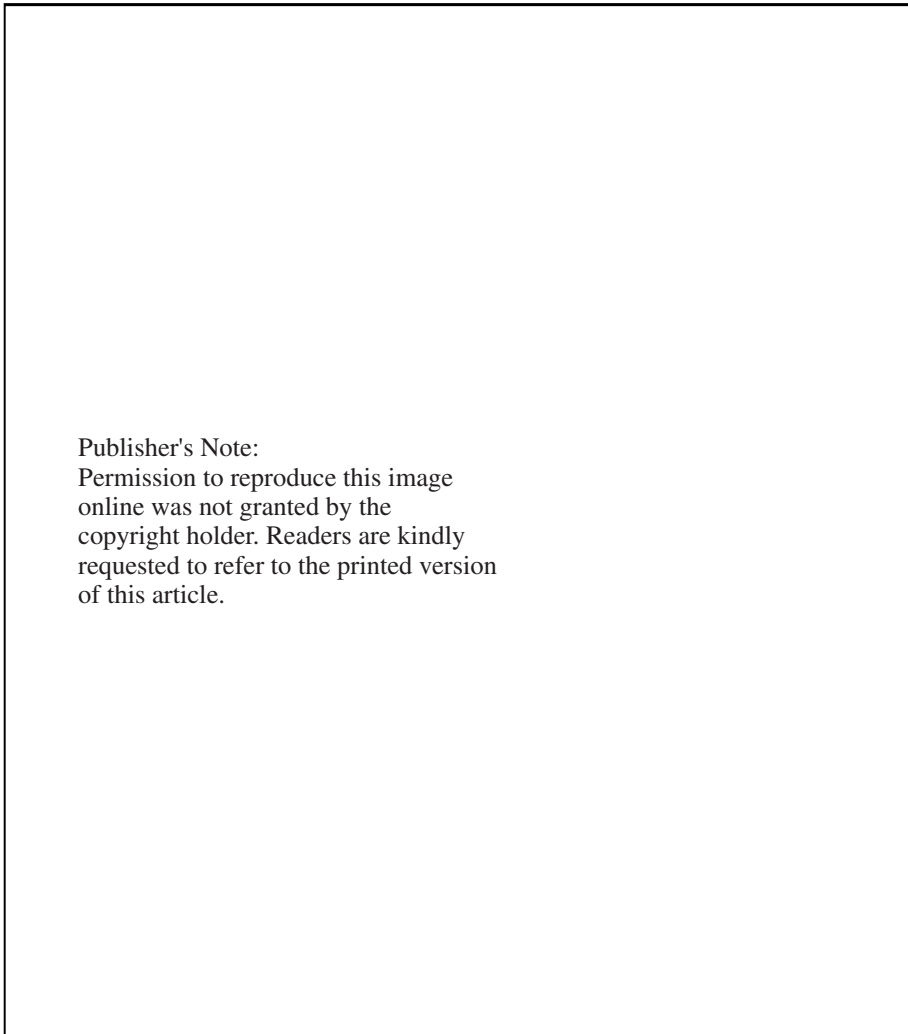 Publisher's Note:
Permission to reproduce this image
online was not granted by the
copyright holder. Readers are kindly
requested to refer to the printed version
of this article.